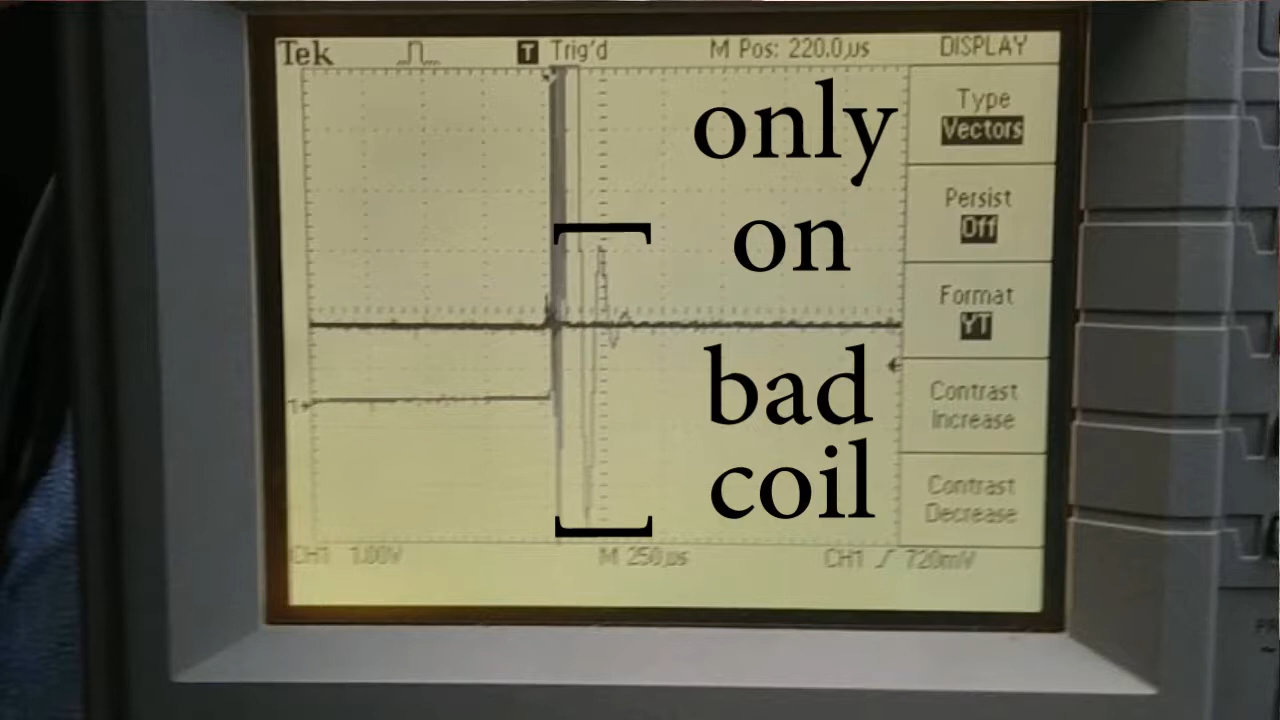 Tek T Trig'd M Pos: 220.0µs DISPLAY
only
on
bad
coil
Type
Vectors
Persist
Off
Format
YT
Contrast
Increase
Contrast
Decrease
1
CH1 1.00V M 250µs CH1 720mV